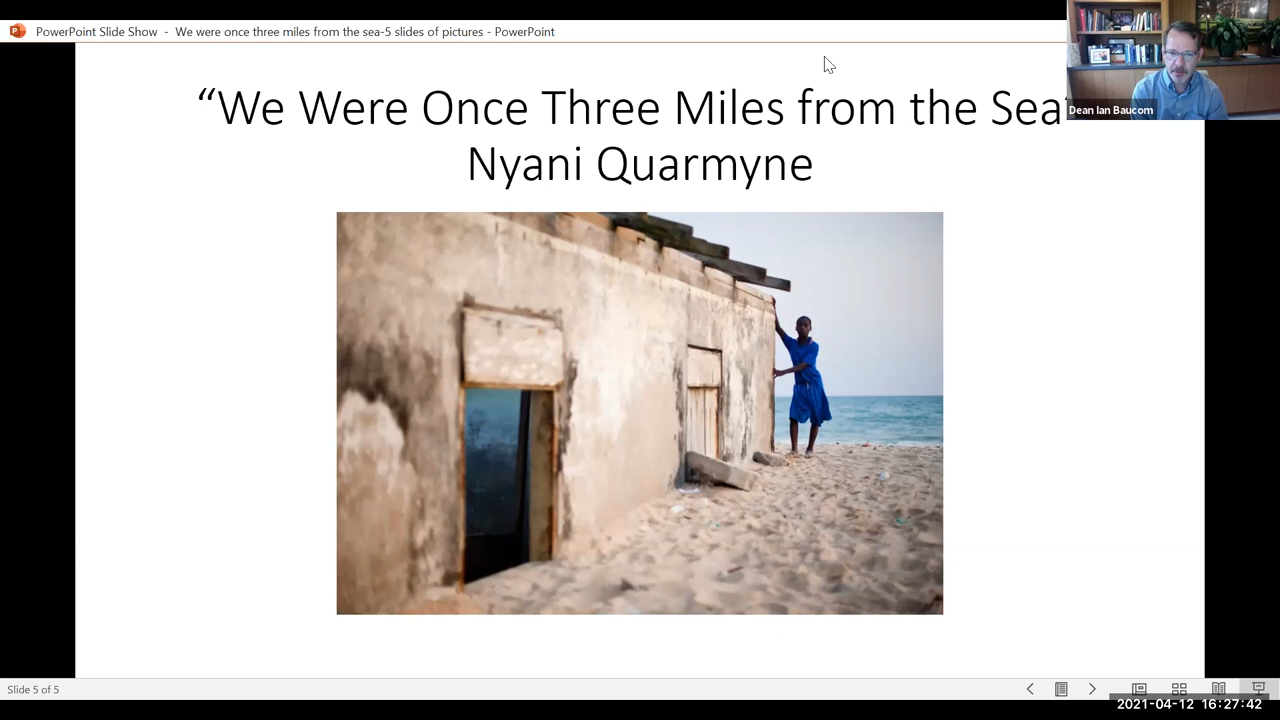 PowerPoint Slide Show - We were once three miles from the sea-5 slides of pictures - PowerPoint
Dean Ian Baucom
“We Were Once Three Miles from the Sea”
Nyani Quarmyne
Slide 5 of 5
2021-04-12 16:27:42